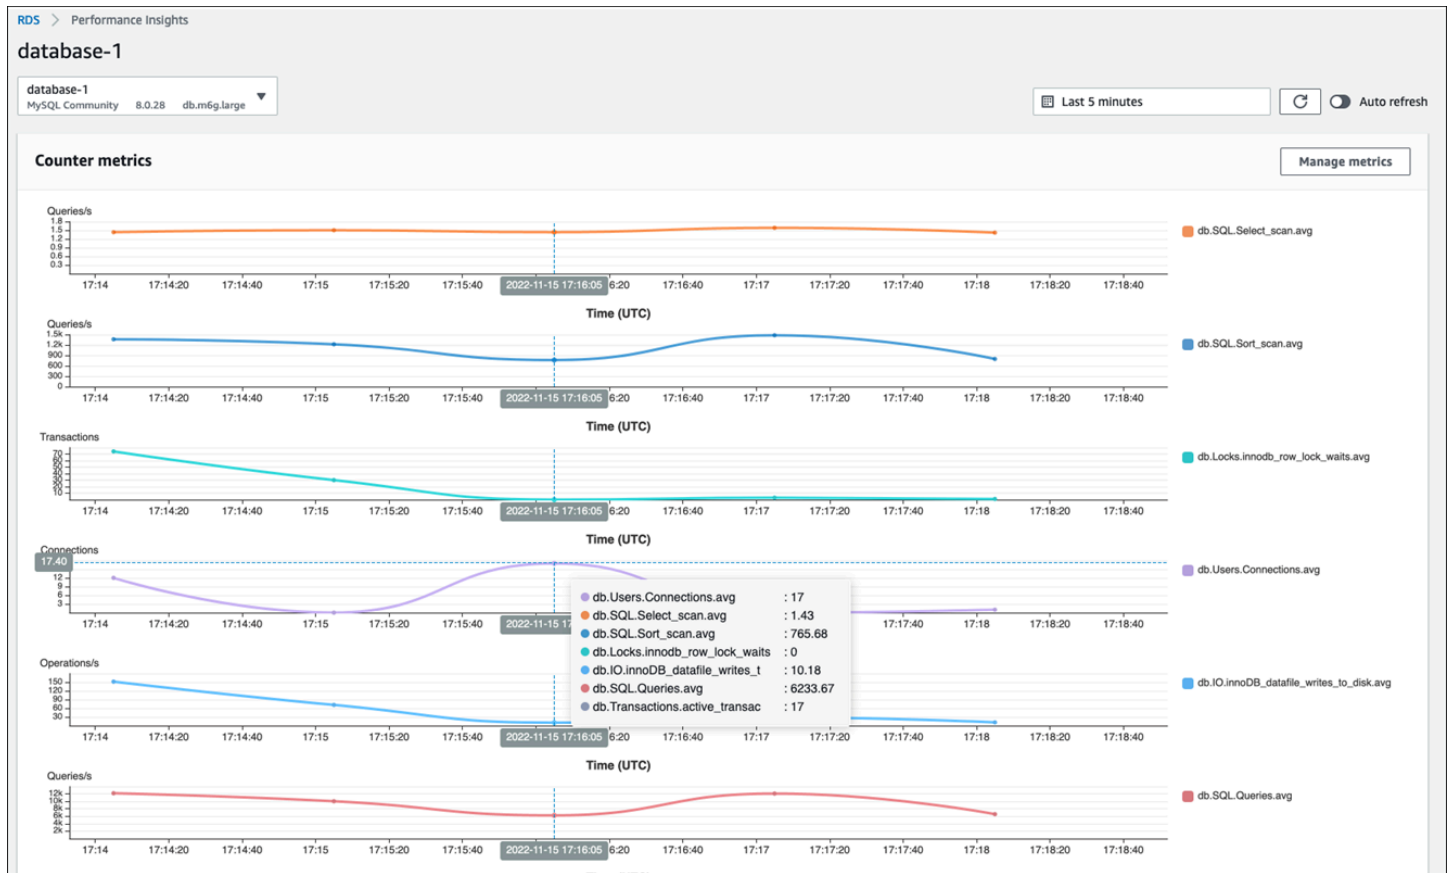 RDS > Performance Insights
database-1
database-1
MySQL Community 8.0.28 db.m6g.large
Last 5 minutes
Auto refresh
Counter metrics
Manage metrics
Queries/s
1.8
1.5
1.2
0.9
0.6
0.3
db.SQL.Select_scan.avg
17:14 17:14:20 17:14:40 17:15 17:15:20 17:15:40 2022-11-15 17:16:05 6:20 17:16:40 17:17 17:17:20 17:17:40 17:18 17:18:20 17:18:40
Time (UTC)
Queries/s
1.5k
1.2k
900
600
300
0
db.SQL.Sort_scan.avg
17:14 17:14:20 17:14:40 17:15 17:15:20 17:15:40 2022-11-15 17:16:05 6:20 17:16:40 17:17 17:17:20 17:17:40 17:18 17:18:20 17:18:40
Time (UTC)
Transactions
70
60
50
40
30
20
10
db.Locks.innodb_row_lock_waits.avg
17:14 17:14:20 17:14:40 17:15 17:15:20 17:15:40 2022-11-15 17:16:05 6:20 17:16:40 17:17 17:17:20 17:17:40 17:18 17:18:20 17:18:40
Time (UTC)
Connections
17.40
12
9
6
3
db.Users.Connections.avg
17:14 17:14:20 17:14:40 17:15 17:15:20 17:15:40 2022-11-15 17 17:17:40 17:18 17:18:20 17:18:40
db.Users.Connections.avg : 17
db.SQL.Select_scan.avg : 1.43
db.SQL.Sort_scan.avg : 765.68
db.Locks.innodb_row_lock_waits : 0
db.IO.innoDB_datafile_writes_t : 10.18
db.SQL.Queries.avg : 6233.67
db.Transactions.active_transac : 17
Operations/s
150
120
90
60
30
db.IO.innoDB_datafile_writes_to_disk.avg
17:14 17:14:20 17:14:40 17:15 17:15:20 17:15:40 2022-11-15 17:16:05 6:20 17:16:40 17:17 17:17:20 17:17:40 17:18 17:18:20 17:18:40
Time (UTC)
Queries/s
12k
10k
8k
6k
4k
2k
db.SQL.Queries.avg
17:14 17:14:20 17:14:40 17:15 17:15:20 17:15:40 2022-11-15 17:16:05 6:20 17:16:40 17:17 17:17:20 17:17:40 17:18 17:18:20 17:18:40